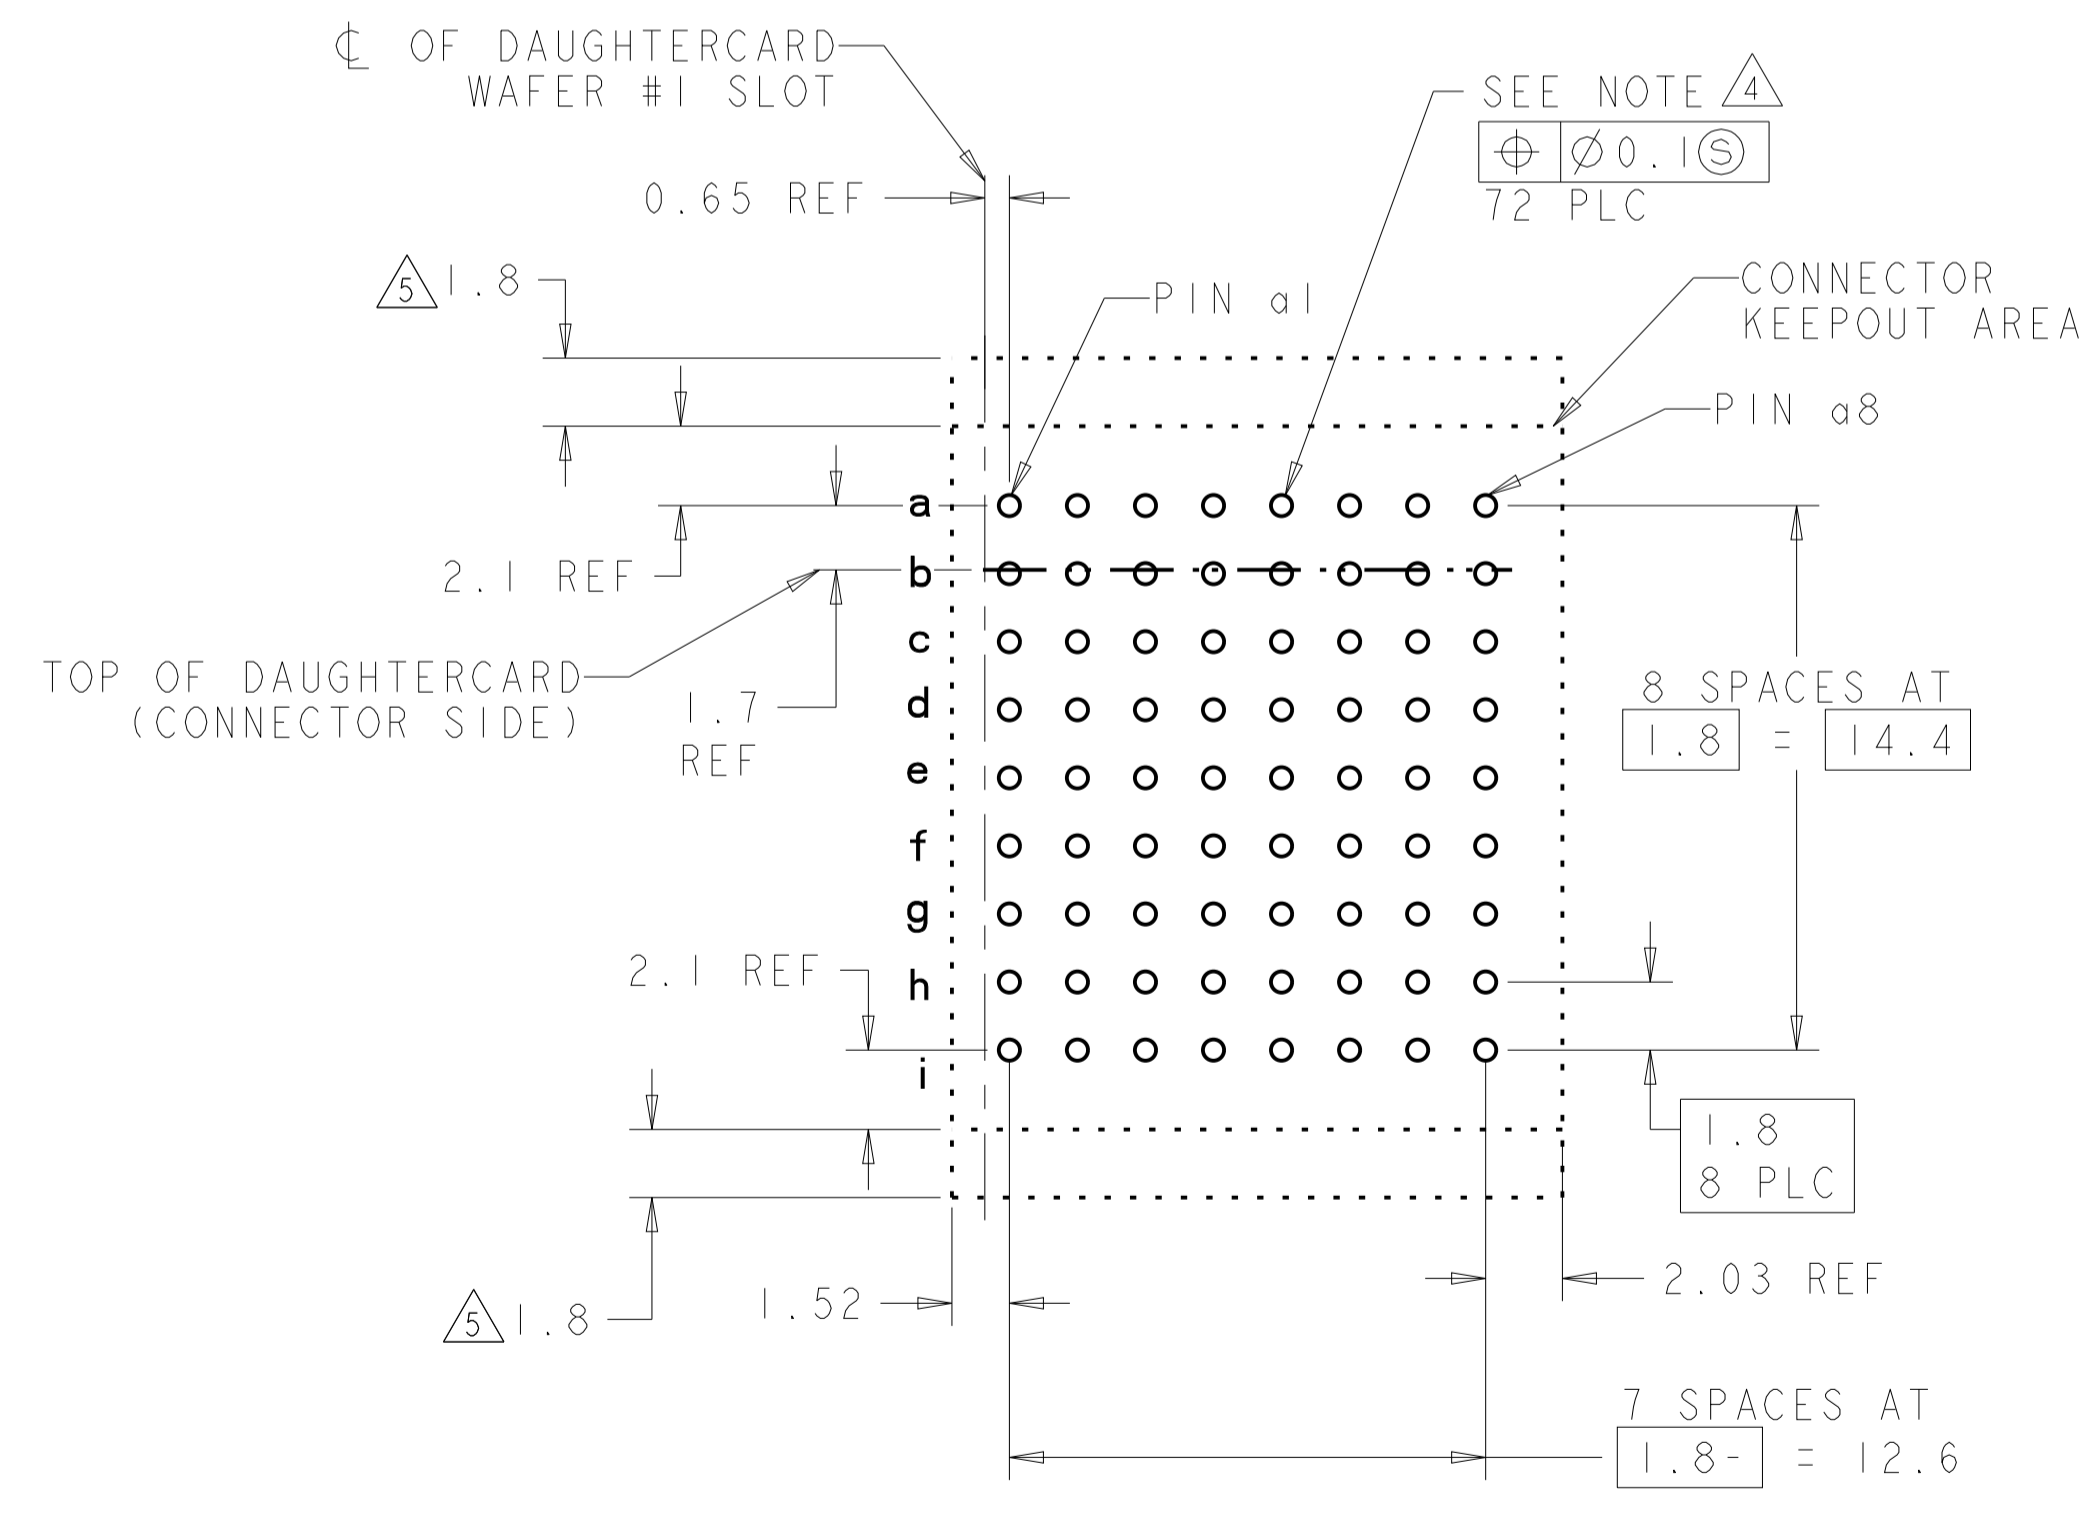 ℄ OF DAUGHTERCARD
WAFER #1 SLOT
SEE NOTE 4
⌖ ⌀0.1Ⓢ
72 PLC
0.65 REF
5 1.8
PIN a1
CONNECTOR
KEEPOUT AREA
PIN a8
a
2.1 REF
b
c
TOP OF DAUGHTERCARD
(CONNECTOR SIDE)
1.7
REF
d
8 SPACES AT
1.8 = 14.4
e
f
g
2.1 REF
h
i
1.8
8 PLC
2.03 REF
1.52
5 1.8
7 SPACES AT
1.8- = 12.6